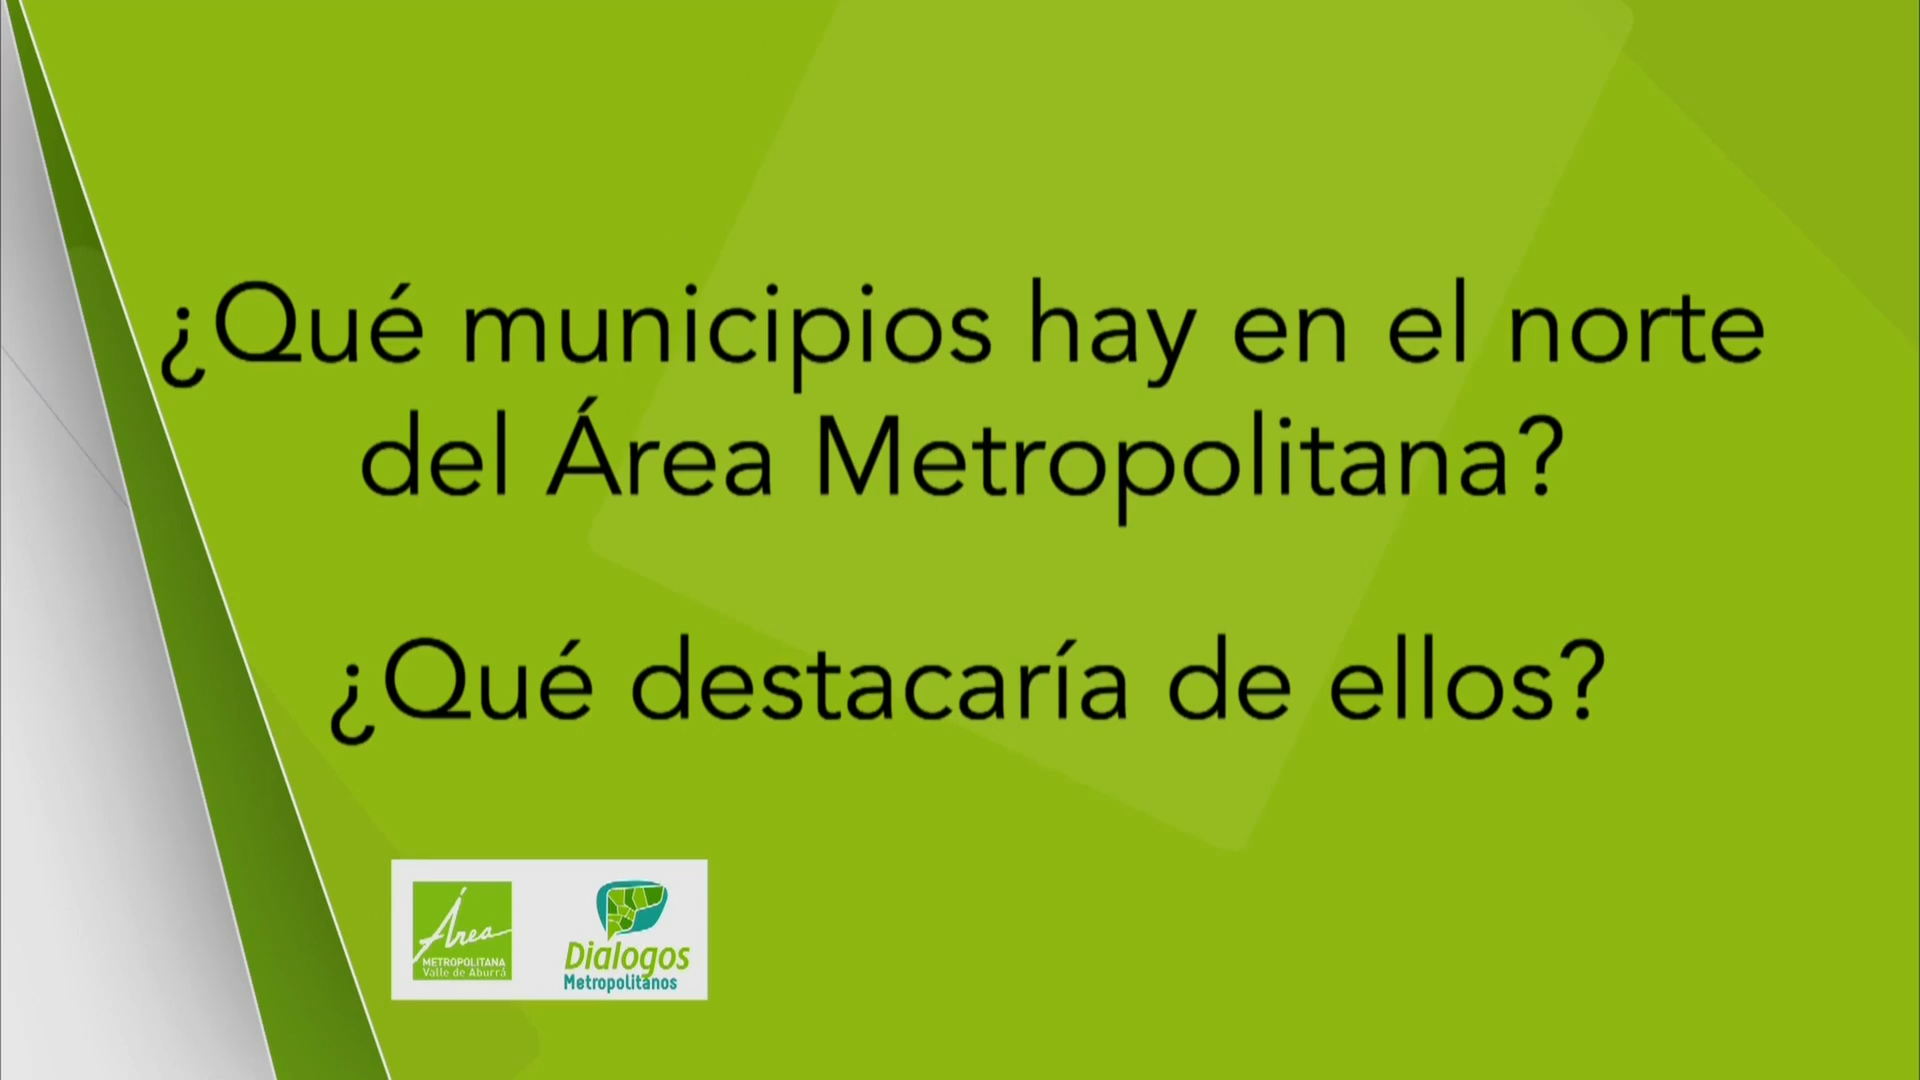 ¿Qué municipios hay en el norte
del Área Metropolitana?
¿Qué destacaría de ellos?
Área
METROPOLITANA
Valle de Aburrá
Dialogos
Metropolitanos